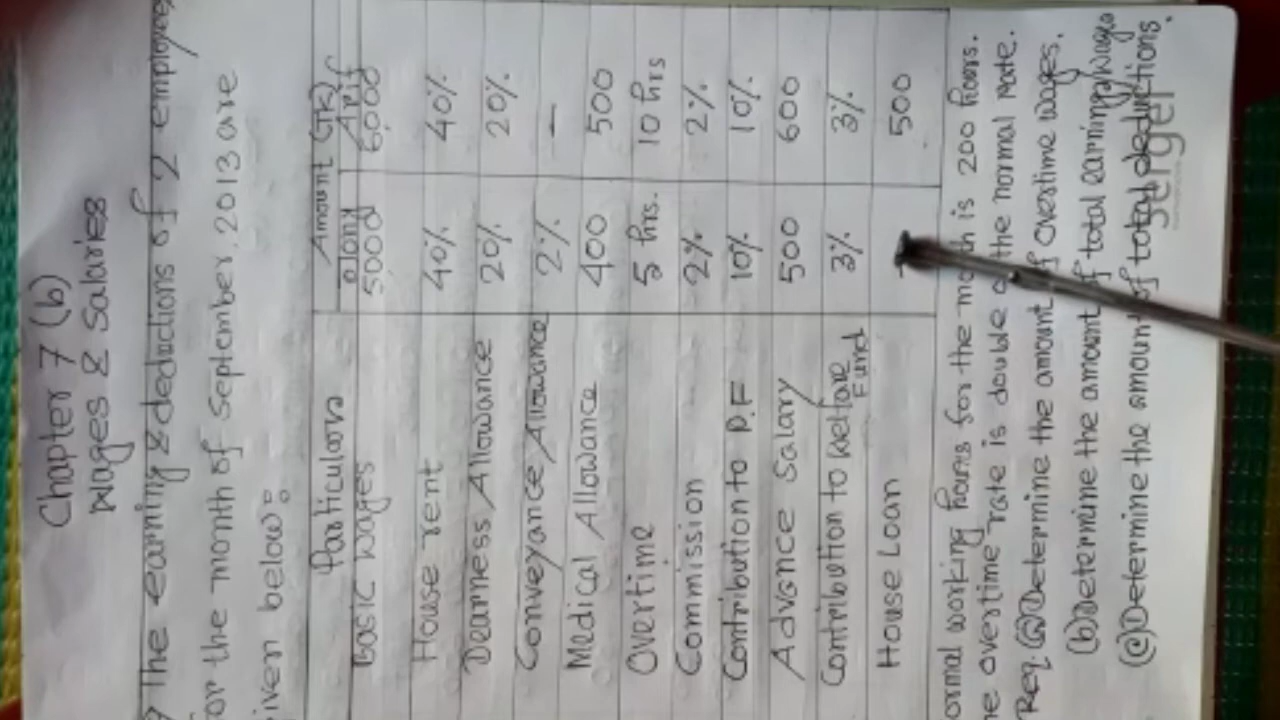 Chapter 7 (b)
Wages & Salaries
The earning & deductions of 2 employees
for the month of September, 2013 are
given below:
Particulars Amount (TK)
Polony Arif
Basic Wages 5000 6000
House rent 40% 40%
Dearness Allowance 20% 20%
Conveyance Allowance 2% —
Medical Allowance 400 500
Overtime 5 hrs. 10 hrs
Commission 2% 2%
Contribution to P.F 10% 10%
Advance Salary 500 600
Contribution to Welfare Fund 3% 3%
House Loan 500
ormal working hours for the month is 200 hours.
he overtime rate is double of the normal rate.
Req: (a) Determine the amount of overtime wages.
(b) Determine the amount of total earning/wages
(c) Determine the amount of total deductions.